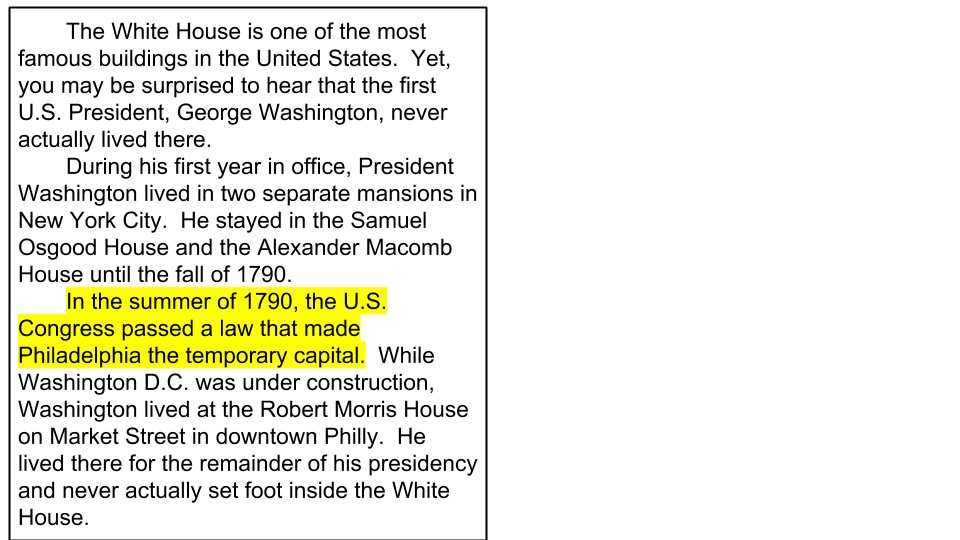 The White House is one of the most
famous buildings in the United States.  Yet,
you may be surprised to hear that the first
U.S. President, George Washington, never
actually lived there.
During his first year in office, President
Washington lived in two separate mansions in
New York City.  He stayed in the Samuel
Osgood House and the Alexander Macomb
House until the fall of 1790.
In the summer of 1790, the U.S.
Congress passed a law that made
Philadelphia the temporary capital.  While
Washington D.C. was under construction,
Washington lived at the Robert Morris House
on Market Street in downtown Philly.  He
lived there for the remainder of his presidency
and never actually set foot inside the White
House.